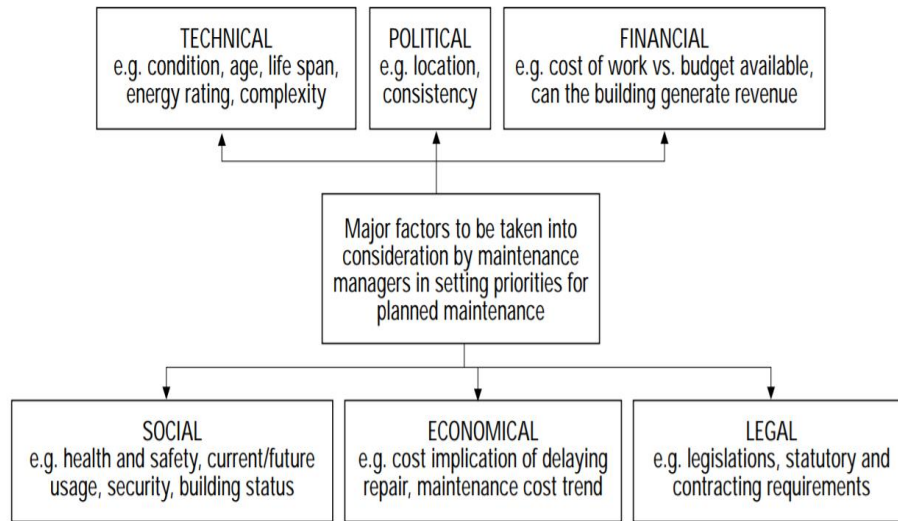 TECHNICAL
e.g. condition, age, life span,
energy rating, complexity
POLITICAL
e.g. location,
consistency
FINANCIAL
e.g. cost of work vs. budget available,
can the building generate revenue
Major factors to be taken into
consideration by maintenance
managers in setting priorities for
planned maintenance
SOCIAL
e.g. health and safety, current/future
usage, security, building status
ECONOMICAL
e.g. cost implication of delaying
repair, maintenance cost trend
LEGAL
e.g. legislations, statutory and
contracting requirements